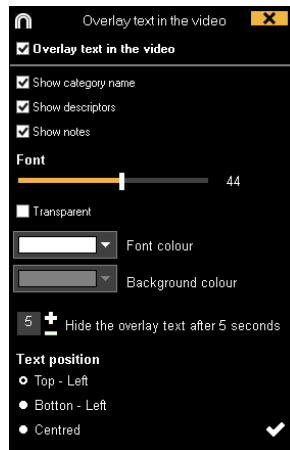 Overlay text in the video
Overlay text in the video
Show category name
Show descriptors
Show notes
Font
44
Transparent
Font colour
Background colour
5 Hide the overlay text after 5 seconds
Text position
Top - Left
Botton - Left
Centred